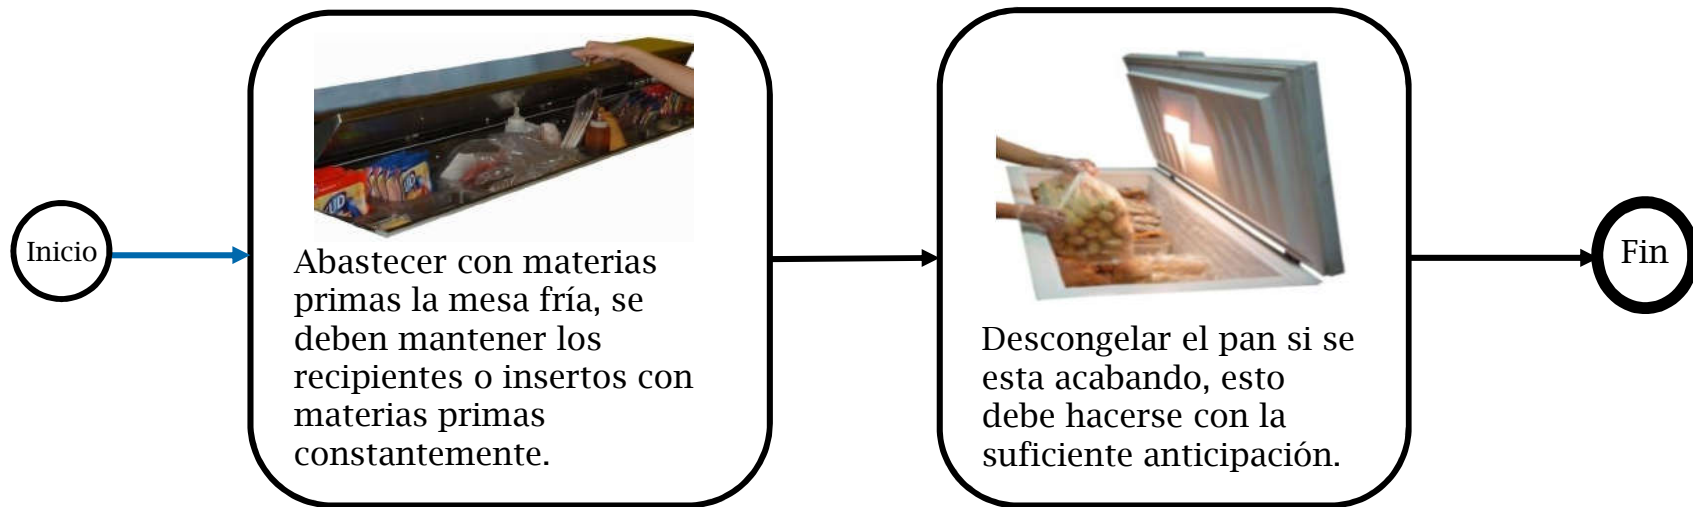 Inicio
Abastecer con materias
primas la mesa fría, se
deben mantener los
recipientes o insertos con
materias primas
constantemente.
Descongelar el pan si se
esta acabando, esto
debe hacerse con la
suficiente anticipación.
Fin